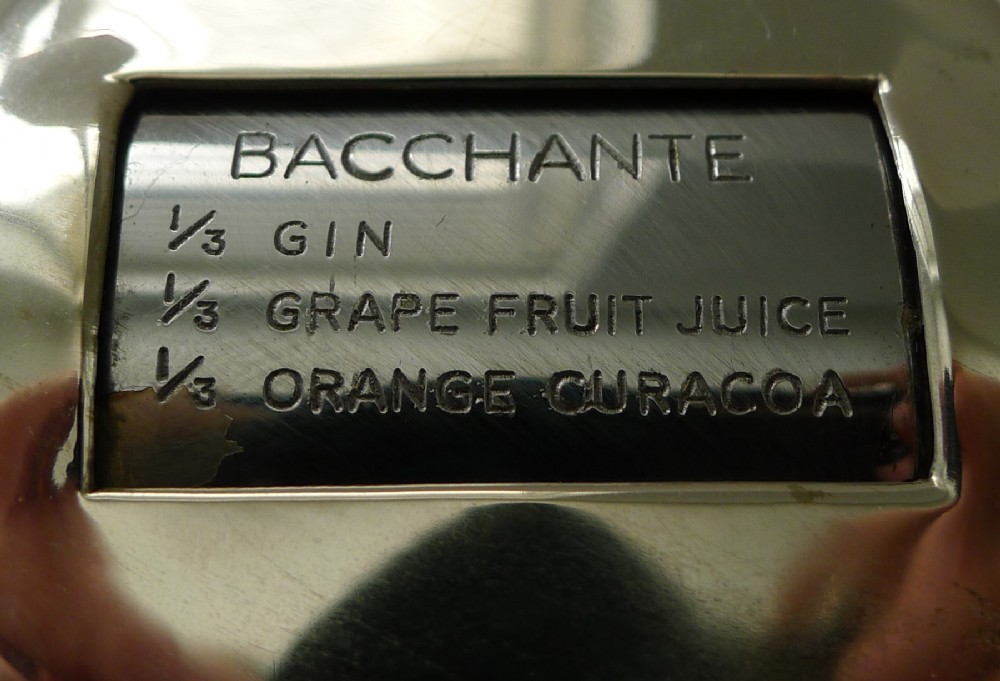 BACCHANTE
1/3 GIN
1/3 GRAPE FRUIT JUICE
1/3 ORANGE CURACOA